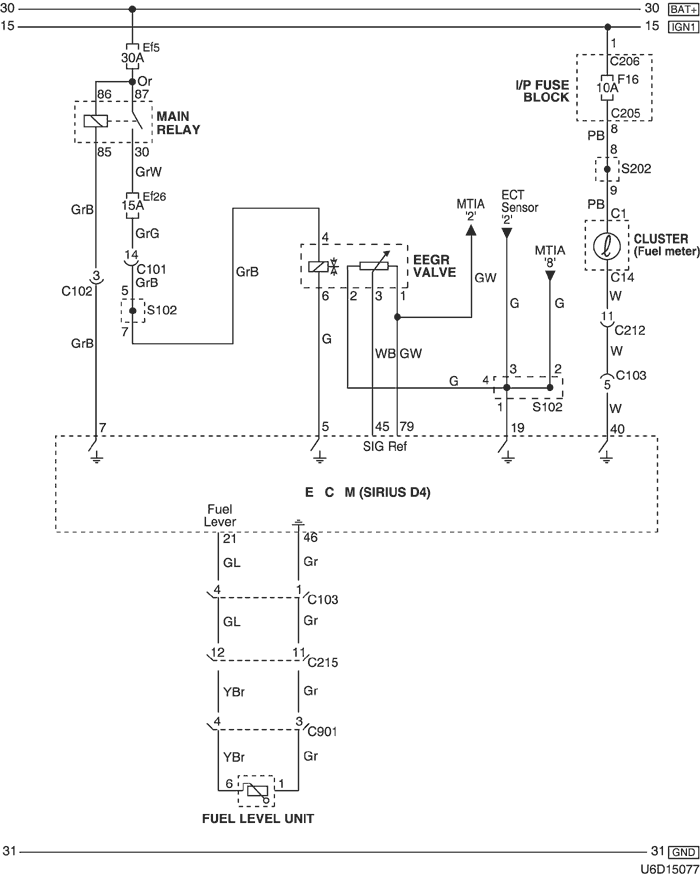 30 30 BAT+
15 15 IGN1
Ef5
30A
Or
86 87
MAIN
RELAY
85 30
GrW
Ef26
15A
GrB
GrG
14
C101
3
C102
GrB
5
S102
7
GrB
GrB
4
EEGR
VALVE
6 2 3 1
G
WB GW
MTIA
'2'
GW
ECT
Sensor
'2'
G
MTIA
'8'
G
G 4 3 2
1 S102
1
C206
I/P FUSE
BLOCK
F16
10A
C205
8
PB
8
S202
9
PB
C1
CLUSTER
(Fuel meter)
C14
W
11
C212
W
C103
5
W
7 5 45 79 19 40
SIG Ref
E C M (SIRIUS D4)
Fuel
Lever
21 46
GL Gr
4 1
C103
GL Gr
12 11
C215
YBr Gr
4 3
C901
YBr Gr
6 1
FUEL LEVEL UNIT
31 31 GND
U6D15077